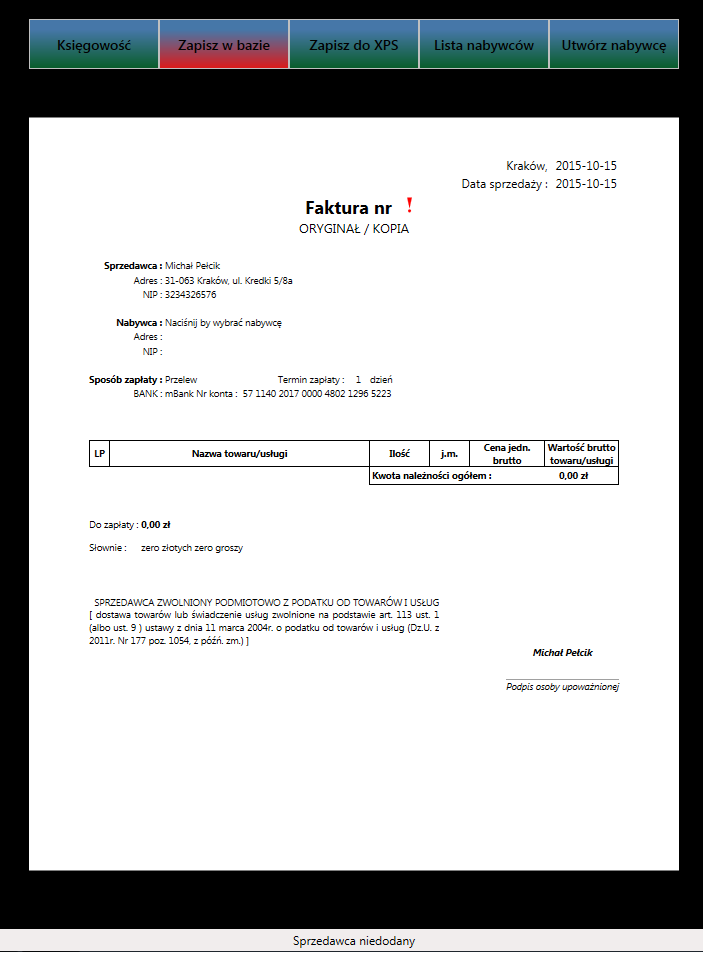 Księgowość Zapisz w bazie Zapisz do XPS Lista nabywców Utwórz nabywcę
Kraków, 2015-10-15
Data sprzedaży : 2015-10-15
Faktura nr !
ORYGINAŁ / KOPIA
Sprzedawca : Michał Pełcik
Adres : 31-063 Kraków, ul. Kredki 5/8a
NIP : 3234326576
Nabywca : Naciśnij by wybrać nabywcę
Adres :
NIP :
Sposób zapłaty : Przelew Termin zapłaty : 1 dzień
BANK : mBank Nr konta : 57 1140 2017 0000 4802 1296 5223
LP Nazwa towaru/usługi Ilość j.m. Cena jedn. brutto Wartość brutto towaru/usługi
Kwota należności ogółem : 0,00 zł
Do zapłaty : 0,00 zł
Słownie : zero złotych zero groszy
SPRZEDAWCA ZWOLNIONY PODMIOTOWO Z PODATKU OD TOWARÓW I USŁUG
[ dostawa towarów lub świadczenie usług zwolnione na podstawie art. 113 ust. 1
(albo ust. 9 ) ustawy z dnia 11 marca 2004r. o podatku od towarów i usług (Dz.U. z
2011r. Nr 177 poz. 1054, z późń. zm.) ]
Michał Pełcik
Podpis osoby upoważnionej
Sprzedawca niedodany